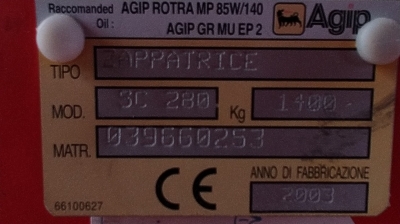 Raccomanded AGIP ROTRA MP 85W/140
Oil : AGIP GR MU EP 2
Agip
TIPO ZAPPATRICE
MOD. SC 280 Kg 1400
MATR. 039660253
CE ANNO DI FABBRICAZIONE
2003
66100627